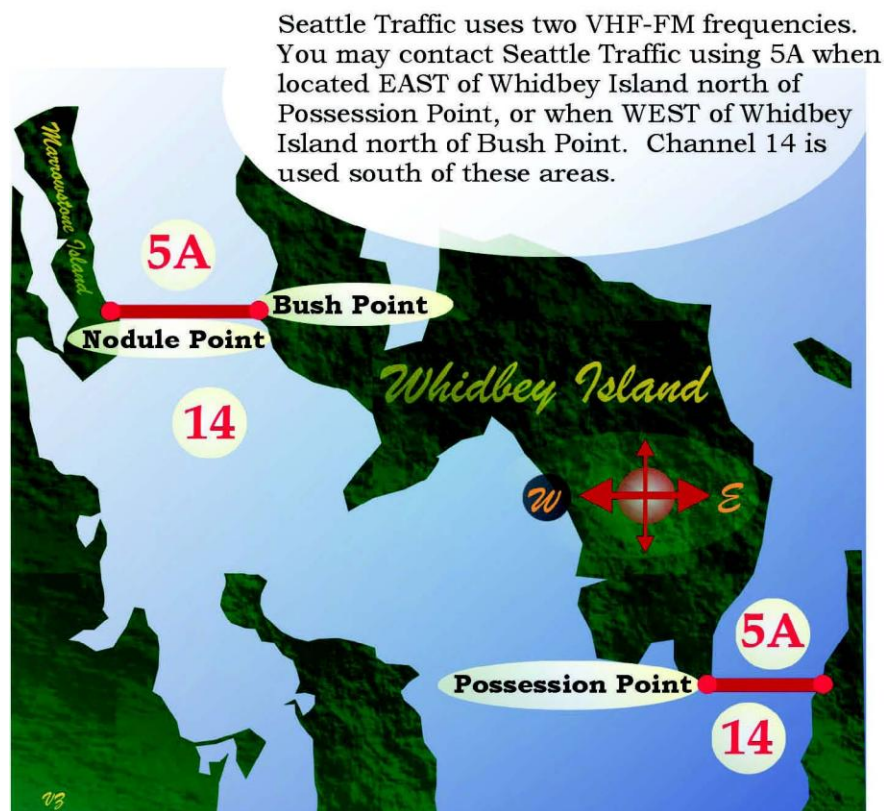 Seattle Traffic uses two VHF-FM frequencies.
You may contact Seattle Traffic using 5A when
located EAST of Whidbey Island north of
Possession Point, or when WEST of Whidbey
Island north of Bush Point.  Channel 14 is
used south of these areas.
Marrowstone Island
5A
Bush Point
Nodule Point
14
Whidbey Island
W
E
5A
Possession Point
14
VZ